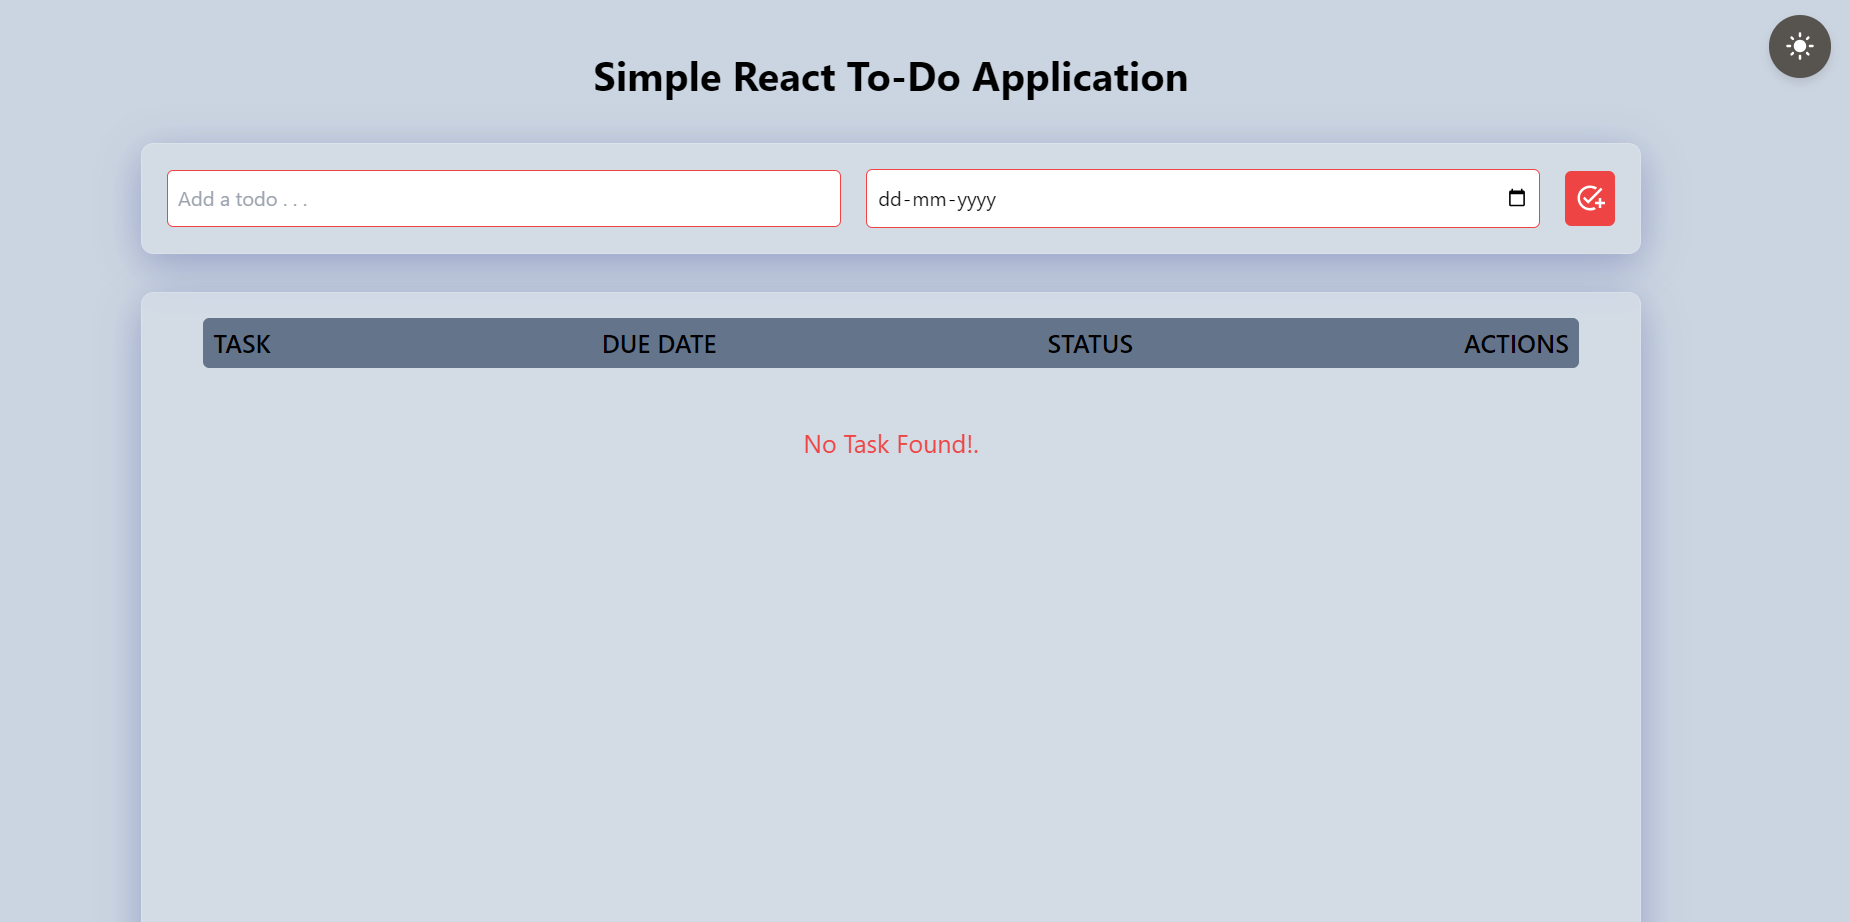 Simple React To-Do Application
Add a todo . . .
dd-mm-yyyy
TASK DUE DATE STATUS ACTIONS
No Task Found!.